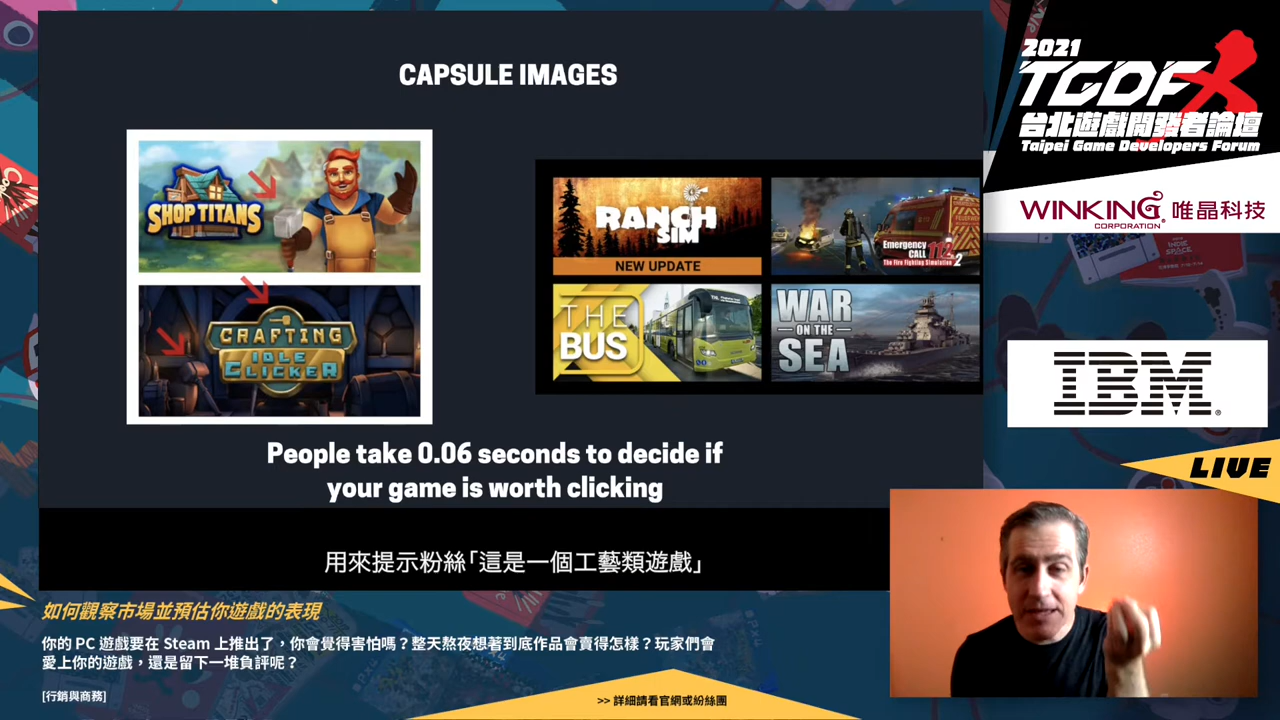 CAPSULE IMAGES
SHOP TITANS
CRAFTING
IDLE
CLICKER
RANCH
SIM
NEW UPDATE
Emergency
CALL 112
The Fire Fighting Simulation 2
THE
BUS
WAR
ON THE
SEA
People take 0.06 seconds to decide if
your game is worth clicking
用來提示粉絲「這是一個工藝類遊戲」
2021
TGDF X
台北遊戲開發者論壇
Taipei Game Developers Forum
WINKING 唯晶科技
CORPORATION
IBM
LIVE
如何觀察市場並預估你遊戲的表現
你的 PC 遊戲要在 Steam 上推出了，你會覺得害怕嗎？整天熬夜想著到底作品會賣得怎樣？玩家們會
愛上你的遊戲，還是留下一堆負評呢？
[行銷與商務]
>> 詳細請看官網或粉絲團